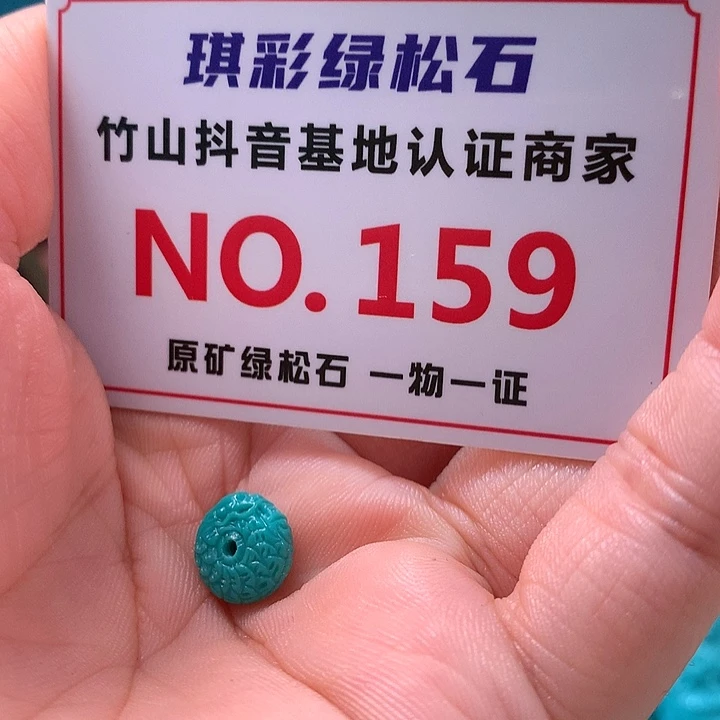 琪彩绿松石
竹山抖音基地认证商家
NO.159
原矿绿松石 一物一证